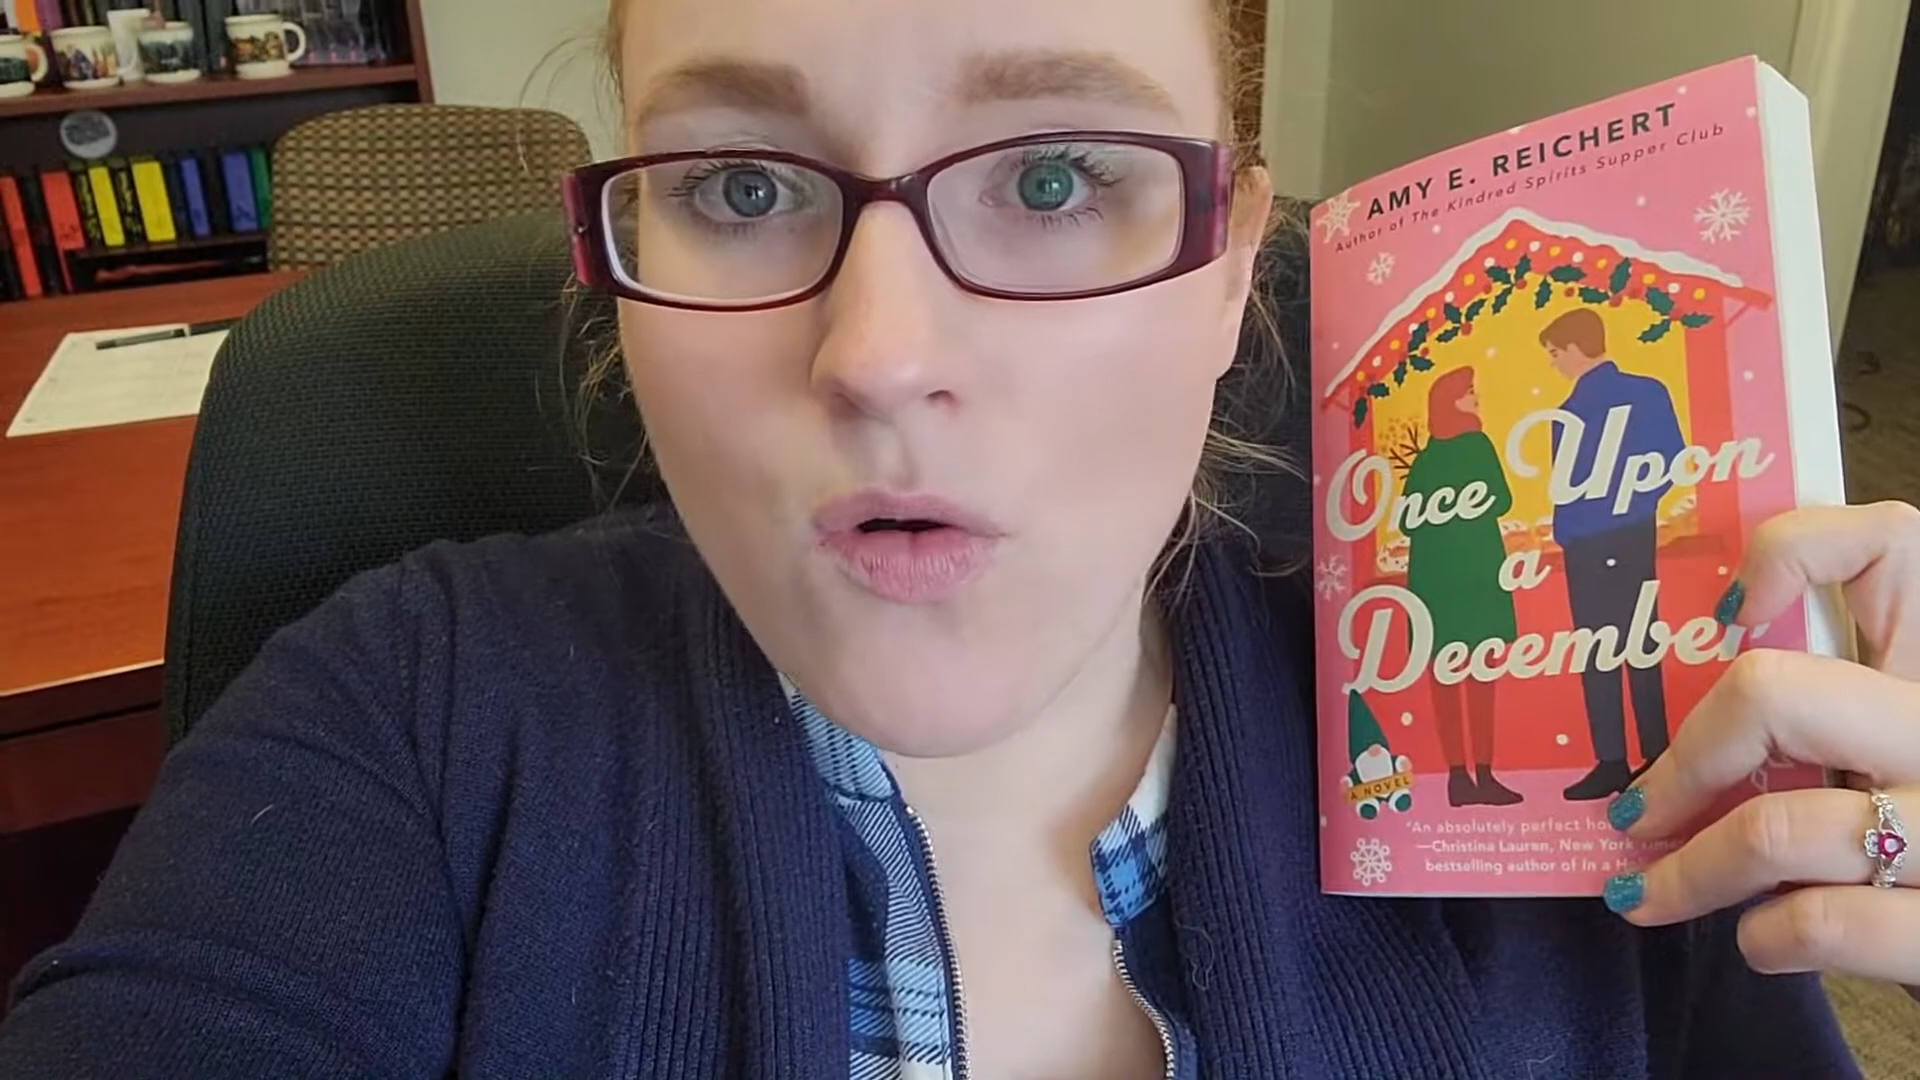 AMY E. REICHERT
Author of The Kindred Spirits Supper Club
Once Upon
a
December
A NOVEL
"An absolutely perfect
—Christina Lauren, New York Times
bestselling author of In a